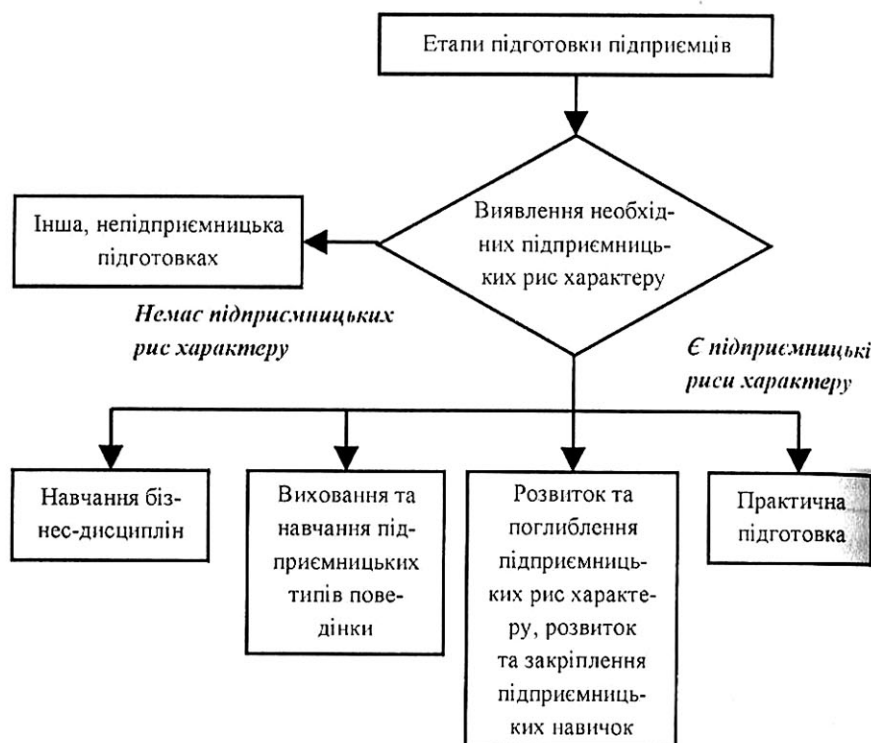 Етапи підготовки підприємців
Виявлення необхід-
них підприємниць-
ких рис характеру
Інша, непідприємницька
підготовках
Немає підприємницьких
рис характеру
Є підприємницькі
риси характеру
Навчання біз-
нес-дисциплін
Виховання та
навчання під-
приємницьких
типів пове-
дінки
Розвиток та
поглиблення
підприємниць-
ких рис характе-
ру, розвиток
та закріплення
підприємниць-
ких навичок
Практична
підготовка